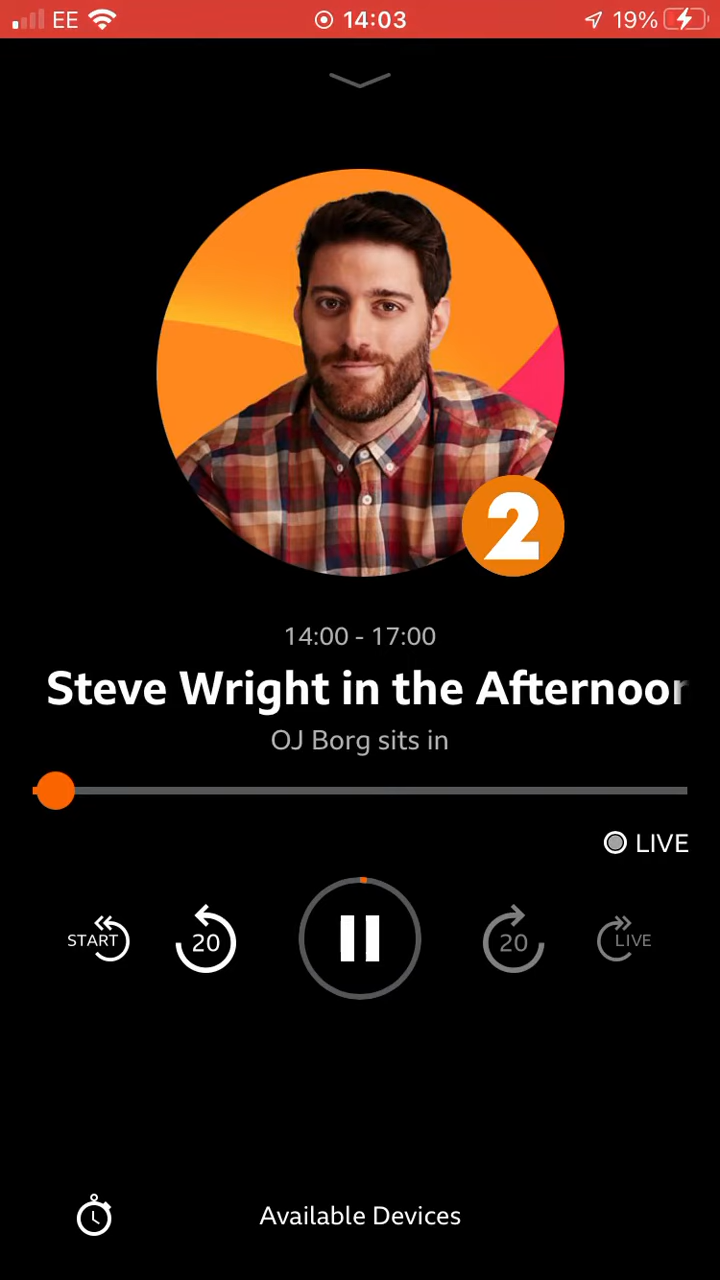 EE 14:03 19%
2
14:00 - 17:00
Steve Wright in the Afternoon
OJ Borg sits in
LIVE
START 20 20 LIVE
Available Devices